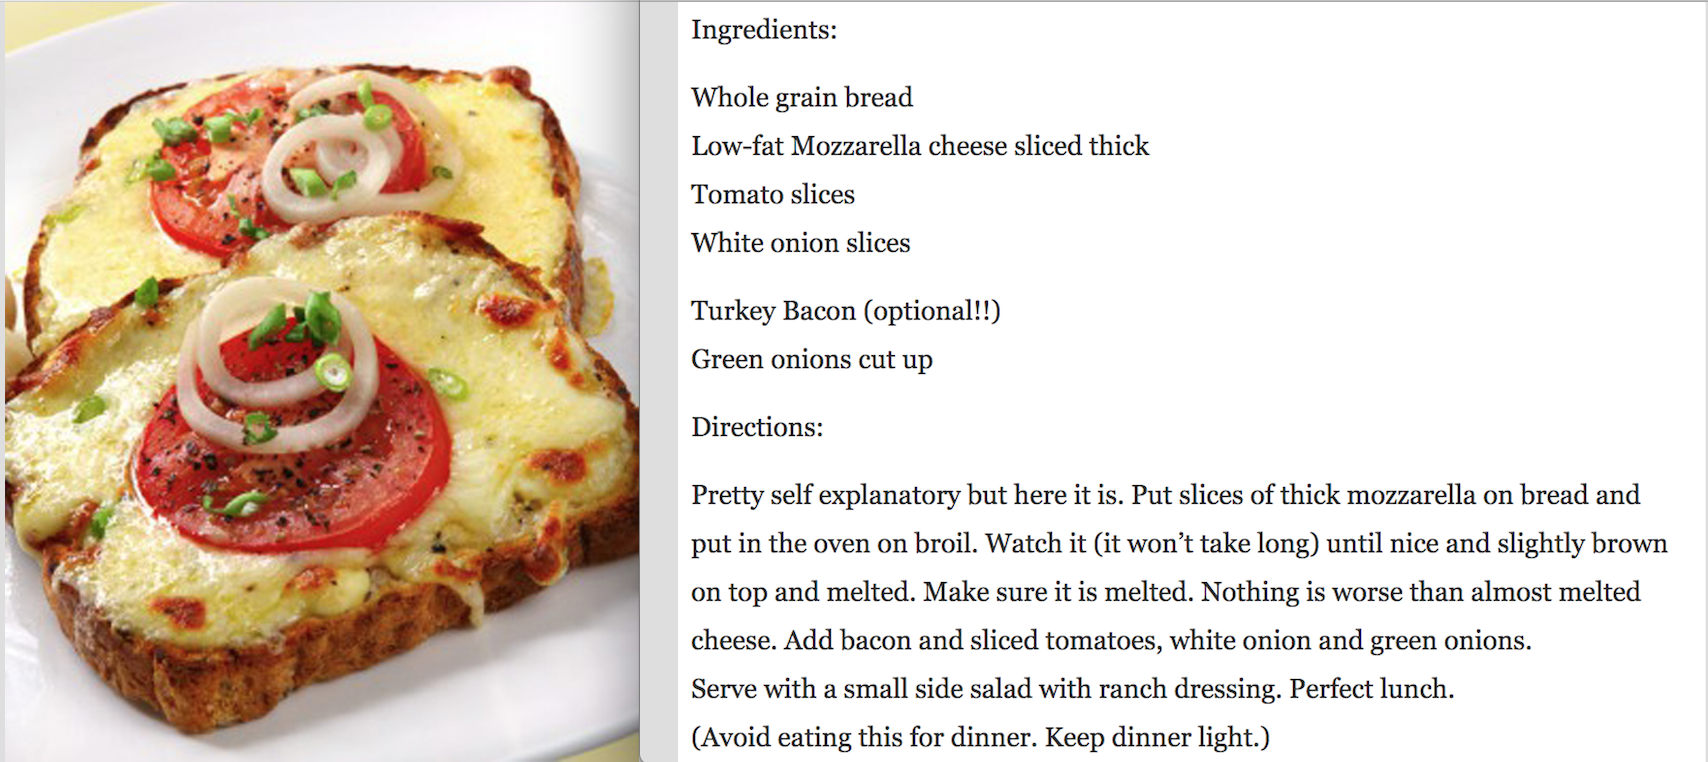 Ingredients:
Whole grain bread
Low-fat Mozzarella cheese sliced thick
Tomato slices
White onion slices
Turkey Bacon (optional!!)
Green onions cut up
Directions:
Pretty self explanatory but here it is. Put slices of thick mozzarella on bread and
put in the oven on broil. Watch it (it won’t take long) until nice and slightly brown
on top and melted. Make sure it is melted. Nothing is worse than almost melted
cheese. Add bacon and sliced tomatoes, white onion and green onions.
Serve with a small side salad with ranch dressing. Perfect lunch.
(Avoid eating this for dinner. Keep dinner light.)